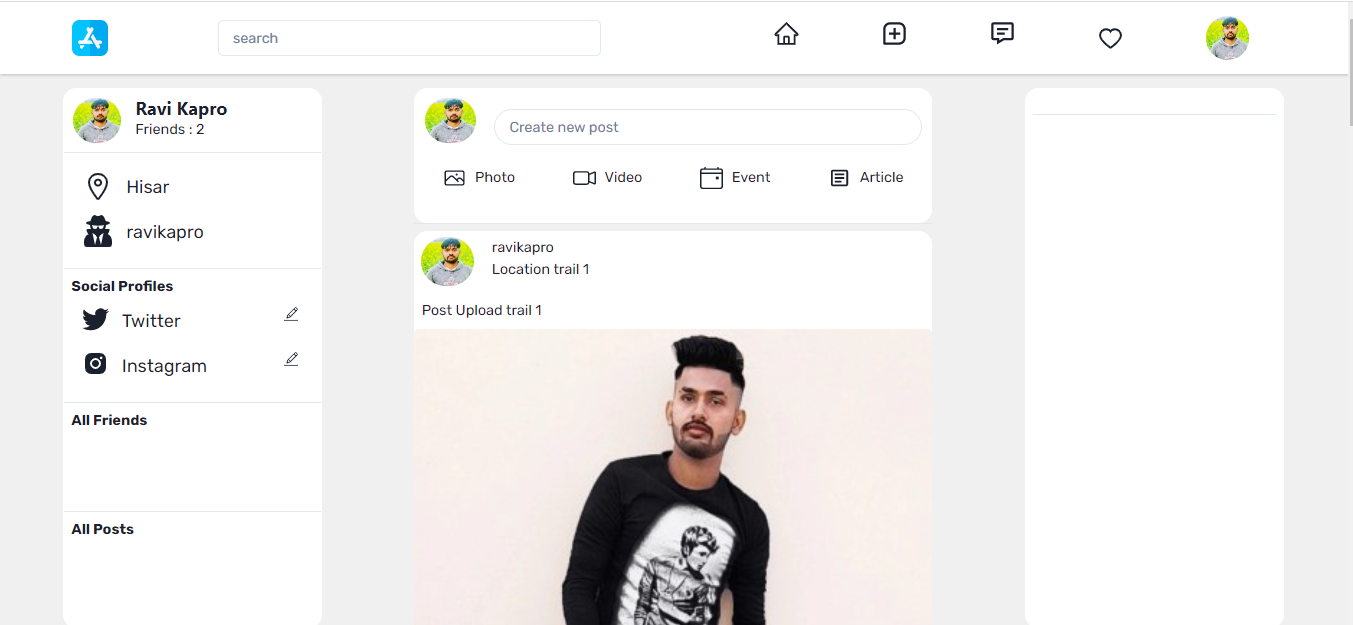 search
Ravi Kapro
Friends : 2
Hisar
ravikapro
Social Profiles
Twitter
Instagram
All Friends
All Posts
Create new post
Photo Video Event Article
ravikapro
Location trail 1
Post Upload trail 1